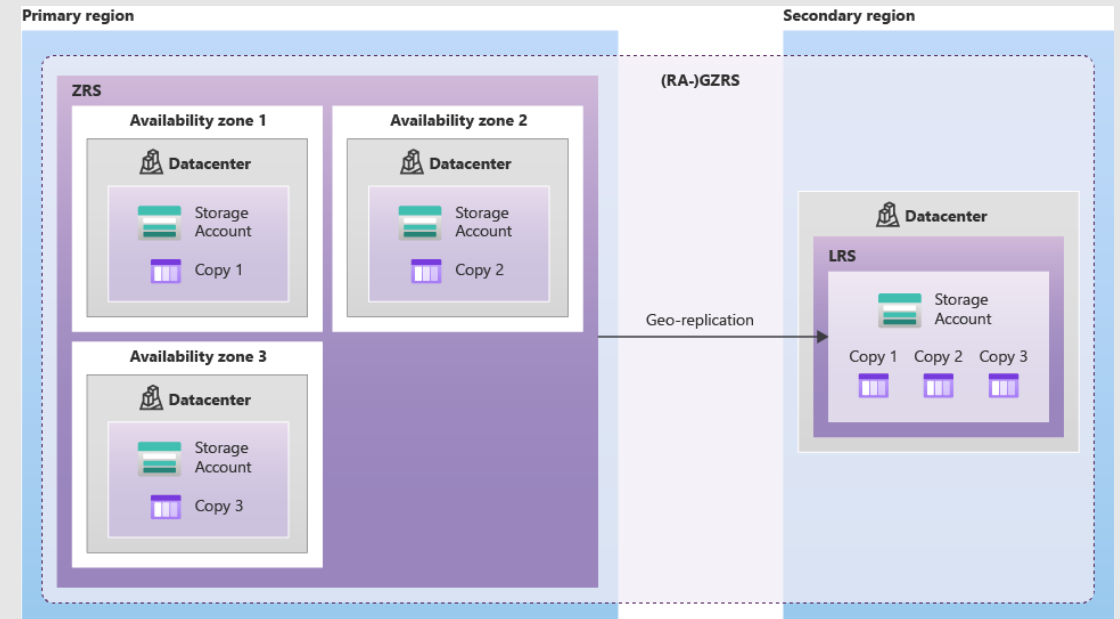 Primary region
Secondary region
(RA-)GZRS
ZRS
Availability zone 1
Datacenter
Storage
Account
Copy 1
Availability zone 2
Datacenter
Storage
Account
Copy 2
Availability zone 3
Datacenter
Storage
Account
Copy 3
Geo-replication
Datacenter
LRS
Storage
Account
Copy 1 Copy 2 Copy 3